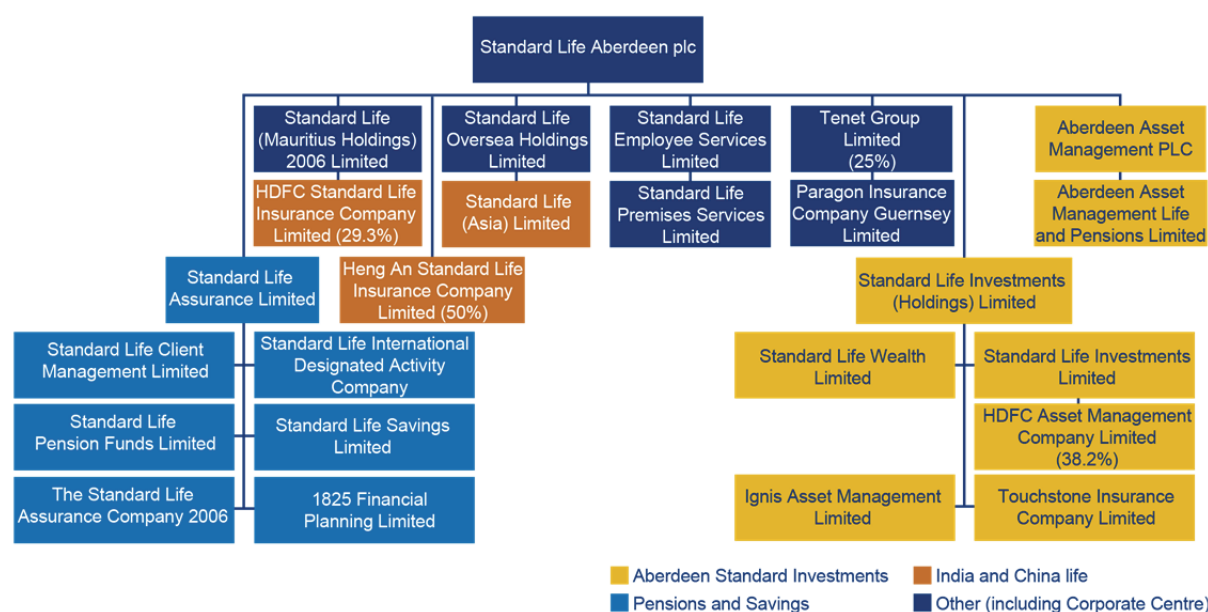 Standard Life Aberdeen plc
Standard Life
(Mauritius Holdings)
2006 Limited
Standard Life
Oversea Holdings
Limited
Standard Life
Employee Services
Limited
Tenet Group
Limited
(25%)
Aberdeen Asset
Management PLC
HDFC Standard Life
Insurance Company
Limited (29.3%)
Standard Life
(Asia) Limited
Standard Life
Premises Services
Limited
Paragon Insurance
Company Guernsey
Limited
Aberdeen Asset
Management Life
and Pensions Limited
Standard Life
Assurance Limited
Heng An Standard Life
Insurance Company
Limited (50%)
Standard Life Investments
(Holdings) Limited
Standard Life Client
Management Limited
Standard Life International
Designated Activity
Company
Standard Life Wealth
Limited
Standard Life Investments
Limited
Standard Life
Pension Funds Limited
Standard Life Savings
Limited
HDFC Asset Management
Company Limited
(38.2%)
The Standard Life
Assurance Company 2006
1825 Financial
Planning Limited
Ignis Asset Management
Limited
Touchstone Insurance
Company Limited
Aberdeen Standard Investments
India and China life
Pensions and Savings
Other (including Corporate Centre)